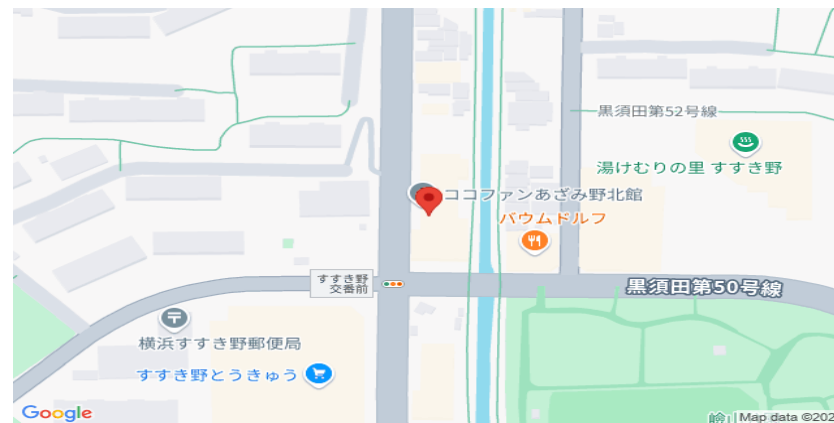 黒須田第52号線
湯けむりの里 すすき野
ココファンあざみ野北館
バウムドルフ
すすき野
交番前
黒須田第50号線
横浜すすき野郵便局
すすき野とうきゅう
Google
Map data ©202